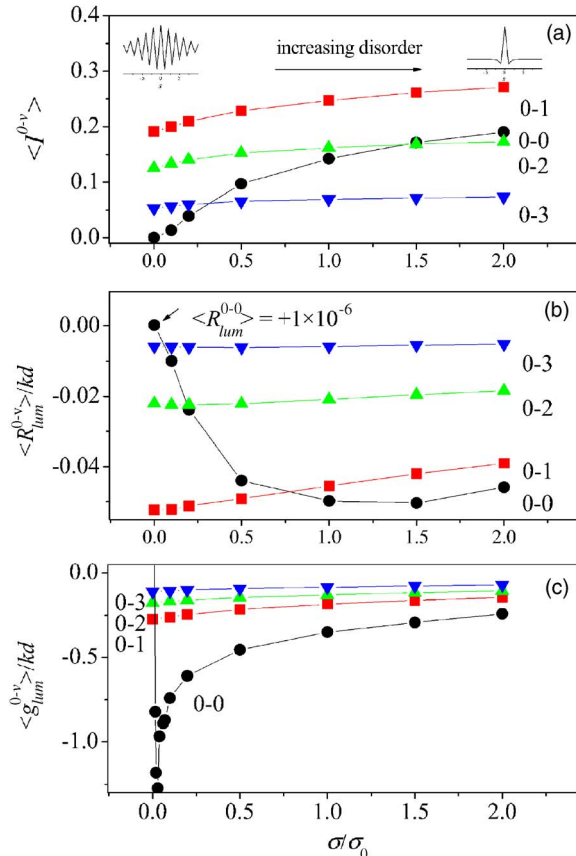 (a)
increasing disorder
0.4
0.3
0.2
0.1
0.0
<I^{0-v}>
0-1
0-0
0-2
0-3
0.0 0.5 1.0 1.5 2.0
(b)
<R_{lum}^{0-0}> = +1×10^{-6}
0.00
-0.02
-0.04
<R_{lum}^{0-v}>/kd
0-3
0-2
0-1
0-0
0.0 0.5 1.0 1.5 2.0
(c)
0.0
-0.5
-1.0
<g_{lum}^{0-v}>/kd
0-3
0-2
0-1
0-0
0.0 0.5 1.0 1.5 2.0
σ/σ_0